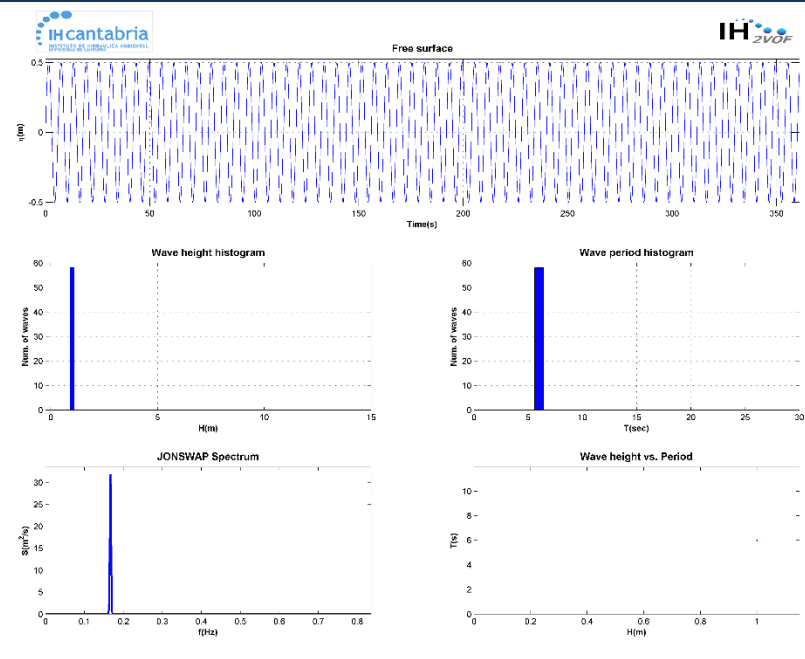 IHcantabria
INSTITUTO DE HIDRÁULICA AMBIENTAL
UNIVERSIDAD DE CANTABRIA
IH
2VOF
Free surface
η(m)
0.5
0
-0.5
0 50 100 150 200 250 300 350
Time(s)
Wave height histogram
Num. of waves
60
50
40
30
20
10
0
0 5 10 15
H(m)
Wave period histogram
Num. of waves
60
50
40
30
20
10
0
0 5 10 15 20 25 30
T(sec)
JONSWAP Spectrum
S(m²/s)
30
25
20
15
10
5
0
0 0.1 0.2 0.3 0.4 0.5 0.6 0.7 0.8
f(Hz)
Wave height vs. Period
T(s)
10
8
6
4
2
0
0 0.2 0.4 0.6 0.8 1
H(m)